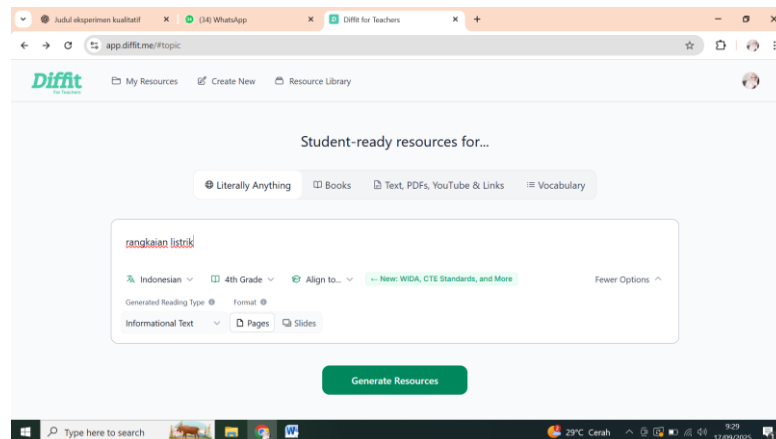 Judul eksperimen kualitatif
(34) WhatsApp
Diffit for Teachers
app.diffit.me/#topic
Diffit
For Teachers
My Resources
Create New
Resource Library
Student-ready resources for...
Literally Anything
Books
Text, PDFs, YouTube & Links
Vocabulary
rangkaian listrik
Indonesian
4th Grade
Align to...
←New: WIDA, CTE Standards, and More
Fewer Options
Generated Reading Type
Format
Informational Text
Pages
Slides
Generate Resources
Type here to search
29°C Cerah
9:29
17/09/2025